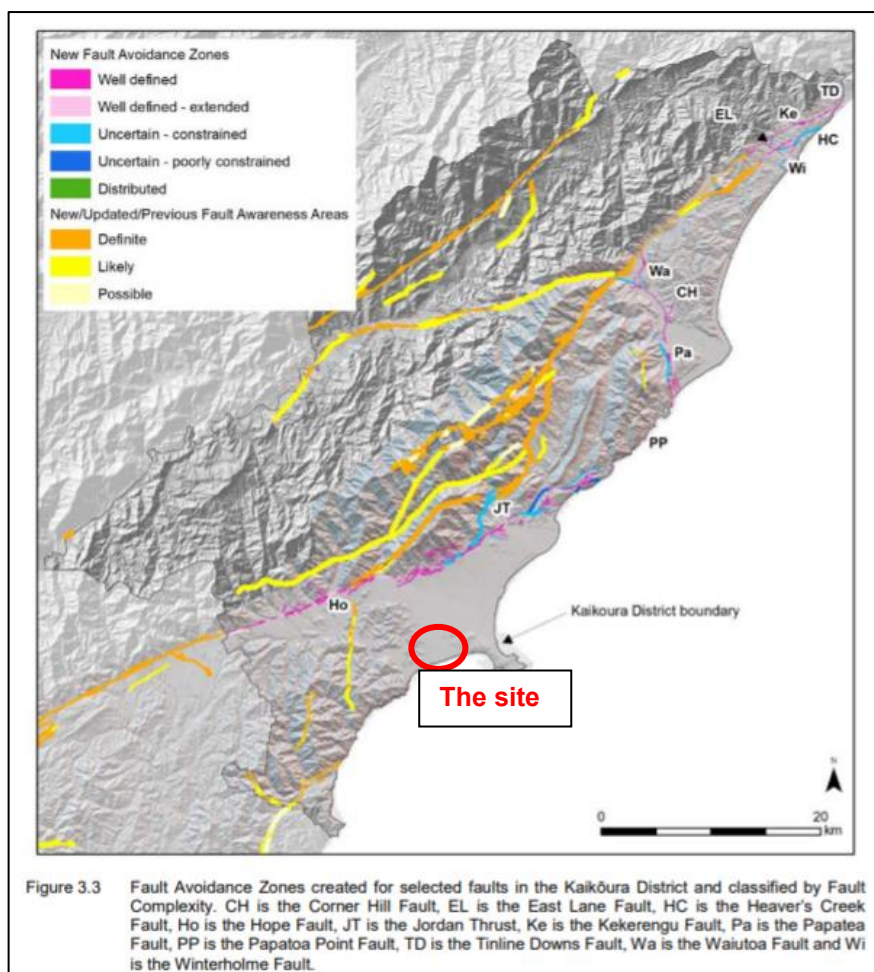 New Fault Avoidance Zones
Well defined
Well defined - extended
Uncertain - constrained
Uncertain - poorly constrained
Distributed
New/Updated/Previous Fault Awareness Areas
Definite
Likely
Possible
TD
EL
Ke
HC
Wi
Wa
CH
Pa
PP
JT
Ho
Kaikoura District boundary
The site
N
0 20
km
Figure 3.3 Fault Avoidance Zones created for selected faults in the Kaikōura District and classified by Fault
Complexity. CH is the Corner Hill Fault, EL is the East Lane Fault, HC is the Heaver's Creek
Fault, Ho is the Hope Fault, JT is the Jordan Thrust, Ke is the Kekerengu Fault, Pa is the Papatea
Fault, PP is the Papatoa Point Fault, TD is the Tinline Downs Fault, Wa is the Waiutoa Fault and Wi
is the Winterholme Fault.